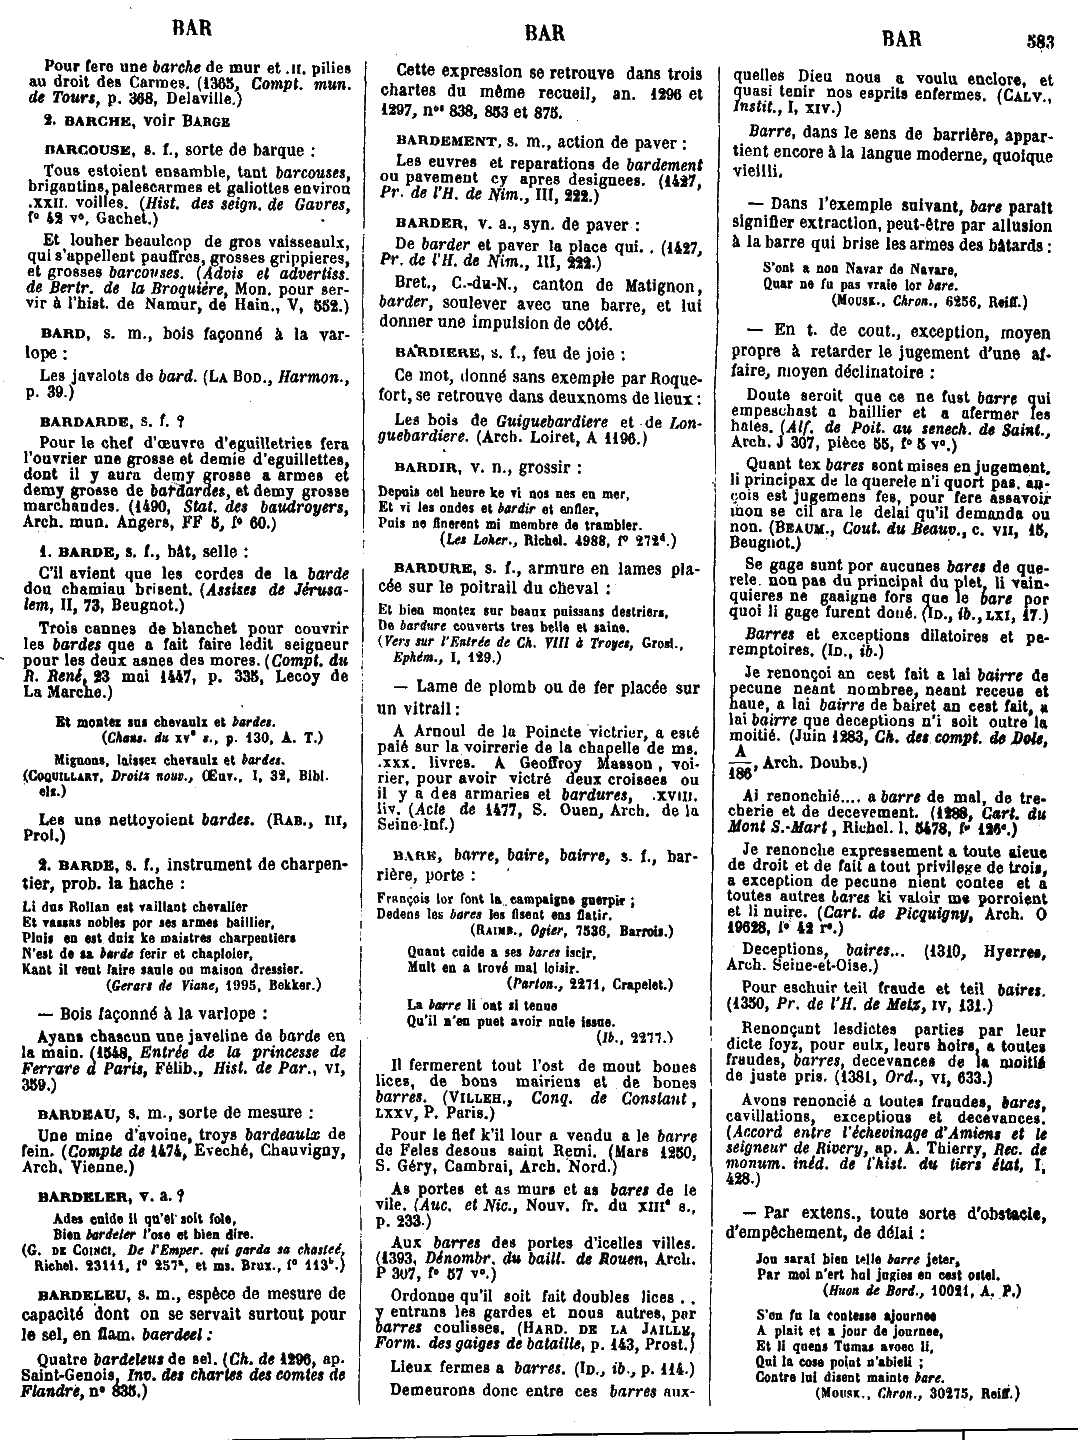 BAR
Pour fere une barche de mur et .II. pilies
au droit des Carmes. (1365, Compt. mun.
de Tours, p. 368, Delaville.)
2. BARCHE, voir BARGE
BARCOUSE, s. f., sorte de barque :
Tous estoient ensamble, tant barcouses,
brigantins, palescarmes et galiottes environ
.XXII. voilles. (Hist. des seign. de Gavres,
f° 42 v°, Gachet.)
Et louher beaulcop de gros vaisseaulx,
qui s'appellent pauffres, grosses grippieres,
et grosses barcouses. (Advis et advertiss.
de Bertr. de la Broquière, Mon. pour ser-
vir à l'hist. de Namur, de Hain., V, 552.)
BARD, s. m., bois façonné à la var-
lope :
Les javelots de bard. (LA BOD., Harmon.,
p. 39.)
BARDARDE, s. f. ?
Pour le chef d'œuvre d'eguilletries fera
l'ouvrier une grosse et demie d'eguillettes,
dont il y aura demy grosse a armes et
demy grosse de bardardes, et demy grosse
marchandes. (1490, Stat. des baudroyers,
Arch. mun. Angers, FF 5, f° 60.)
1. BARDE, s. f., bât, selle :
C'il avient que les cordes de la barde
dou chamiau brisent. (Assises de Jérusa-
lem, II, 73, Beugnot.)
Trois cannes de blanchet pour couvrir
les bardes que a fait faire ledit seigneur
pour les deux asnes des mores. (Compt. du
R. René, 23 mai 1447, p. 335, Lecoy de
La Marche.)
Et montez sus chevaulx et bardes.
(Chans. du XVe s., p. 130, A. T.)
Mignons, laissez chevaulx et bardes.
(COQUILLART, Droitz nouv., Œuv., I, 32, Bibl.
elz.)
Les uns nettoyoient bardes. (RAB., III,
Prol.)
2. BARDE, s. f., instrument de charpen-
tier, prob. la hache :
Li dus Rollan est vaillant chevalier
Et vassas nobles por ses armes baillier,
Pluis en est duiz ke maistres charpentiers
N'est de sa barde ferir et chaploier,
Kant il veut faire saule ou maison dressier.
(Gerars de Viane, 1995, Bekker.)
— Bois façonné à la varlope :
Ayans chascun une javeline de barde en
la main. (1548, Entrée de la princesse de
Ferrare à Paris, Félib., Hist. de Par., VI,
359.)
BARDEAU, s. m., sorte de mesure :
Une mine d'avoine, troys bardeaulx de
fein. (Compte de 1474, Eveché, Chauvigny,
Arch. Vienne.)
BARDELER, v. a. ?
Ades cuide il qu'el soit fole,
Bien bardeler l'ose et bien dire.
(G. DE COINCI, De l'Emper. qui garda sa chasteé,
Richel. 23111, f° 257a, et ms. Brux., f° 113b.)
BARDELEU, s. m., espèce de mesure de
capacité dont on se servait surtout pour
le sel, en flam. baerdeel :
Quatre bardeleus de sel. (Ch. de 1296, ap.
Saint-Genois, Inv. des chartes des comtes de
Flandre, n° 835.)
BAR
Cette expression se retrouve dans trois
chartes du même recueil, an. 1296 et
1297, nos 838, 853 et 875.
BARDEMENT, s. m., action de paver :
Les euvres et reparations de bardement
ou pavement cy apres designees. (1427,
Pr. de l'H. de Nim., III, 222.)
BARDER, v. a., syn. de paver :
De barder et paver la place qui.. (1427,
Pr. de l'H. de Nim., III, 222.)
Bret., C.-du-N., canton de Matignon,
barder, soulever avec une barre, et lui
donner une impulsion de côté.
BARDIERE, s. f., feu de joie :
Ce mot, donné sans exemple par Roque-
fort, se retrouve dans deux noms de lieux :
Les bois de Guiguebardiere et de Lon-
guebardiere. (Arch. Loiret, A 1196.)
BARDIR, v. n., grossir :
Depuis cel heure ke vi nos nes en mer,
Et vi les ondes et bardir et enfler,
Puis ne finerent mi membre de trambler.
(Les Loher., Richel. 4988, f° 272d.)
BARDURE, s. f., armure en lames pla-
cée sur le poitrail du cheval :
Et bien montez sur beaux puissans destriers,
De bardure couverts tres belle et saine.
(Vers sur l'Entrée de Ch. VIII à Troyes, Grosl.,
Ephém., I, 129.)
— Lame de plomb ou de fer placée sur
un vitrail :
A Arnoul de la Poincte victrier, a esté
palé sur la voirrerie de la chapelle de ms.
.XXX. livres. A Geoffroy Masson, voi-
rier, pour avoir victré deux croisees ou
il y a des armaries et bardures, .XVIII.
liv. (Acte de 1477, S. Ouen, Arch. de la
Seine-Inf.)
BARE, barre, baire, bairre, s. f., bar-
rière, porte :
François lor font la campaigne guerpir ;
Dedens les bares les fisent ens flatir.
(RAIMB., Ogier, 7536, Barrois.)
Quant cuide a ses bares iscir,
Mult en a trové mal loisir.
(Parton., 2271, Crapelet.)
La barre li ont si tenue
Qu'il n'en puet avoir nule issue.
(Ib., 2277.)
Il fermerent tout l'ost de mout boues
lices, de bons mairiens et de bones
barres. (VILLEH., Conq. de Constant,
LXXV, P. Paris.)
Pour le fief k'il lour a vendu a le barre
de Feles desous saint Remi. (Mars 1250,
S. Géry, Cambrai, Arch. Nord.)
As portes et as murs et as bares de le
vile. (Auc. et Nic., Nouv. fr. du XIIIe s.,
p. 233.)
Aux barres des portes d'icelles villes.
(1393, Dénombr. du baill. de Rouen, Arch.
P 307, f° 57 v°.)
Ordonne qu'il soit fait doubles lices ..
y entrans les gardes et nous autres, par
barres coulisses. (HARD. DE LA JAILLE,
Form. des gaiges de bataille, p. 143, Prost.)
Lieux fermes a barres. (ID., ib., p. 114.)
Demeurons donc entre ces barres aux-
BAR 583
quelles Dieu nous a voulu enclore, et
quasi tenir nos esprits enfermes. (CALV.,
Instit., I, XIV.)
Barre, dans le sens de barrière, appar-
tient encore à la langue moderne, quoique
vieilli.
— Dans l'exemple suivant, bare paraît
signifier extraction, peut-être par allusion
à la barre qui brise les armes des bâtards :
S'ont a non Navar de Navare,
Quar ne fu pas vraie lor bare.
(MOUSK., Chron., 6256, Reiff.)
— En t. de cout., exception, moyen
propre à retarder le jugement d'une af-
faire, moyen déclinatoire :
Doute seroit que ce ne fust barre qui
empeschast a baillier et a afermer les
hales. (Alf. de Poit. au senech. de Saint.,
Arch. J 307, pièce 55, f° 5 v°.)
Quant tex bares sont mises en jugement,
li principax de le querele n'i quort pas, an-
çois est jugemens fes, pour fere assavoir
mon se cil ara le delai qu'il demanda ou
non. (BEAUM., Cout. du Beauv., c. VII, 15,
Beugnot.)
Se gage sunt por aucunes bares de que-
rele non pas du principal du plet, li vain-
quieres ne gaaigne fors que le bare por
quoi li gage furent doné. (ID., ib., LXI, 17.)
Barres et exceptions dilatoires et pe-
remptoires. (ID., ib.)
Je renonçoi an cest fait a lai bairre de
pecune neant nombree, neant receue et
haue, a lai bairre de bairet an cest fait, a
lai bairre que deceptions n'i soit outre la
moitié. (Juin 1283, Ch. des compt. de Dole,
A
186, Arch. Doubs.)
Ai renonchié.... a barre de mal, de tre-
cherie et de decevement. (1288, Cart. du
Mont S.-Mart, Richel. l. 5478, f° 126c.)
Je renonche expressement a toute aieue
de droit et de fait a tout privilege de trois,
a exception de pecune nient contee et a
toutes autres bares ki valoir me porroient
et li nuire. (Cart. de Picquigny, Arch. O
19628, f° 42 r°.)
Deceptions, baires... (1310, Hyerres,
Arch. Seine-et-Oise.)
Pour eschuir teil fraude et teil baires.
(1350, Pr. de l'H. de Metz, IV, 131.)
Renonçant lesdictes parties par leur
dicte foyz, pour eulx, leurs hoirs, a toutes
fraudes, barres, decevances de la moitié
de juste pris. (1381, Ord., VI, 633.)
Avons renoncié a toutes fraudes, bares,
cavillations, exceptions et decevances.
(Accord entre l'échevinage d'Amiens et le
seigneur de Rivery, ap. A. Thierry, Rec. de
monum. inéd. de l'hist. du tiers état, I,
428.)
— Par extens., toute sorte d'obstacle,
d'empêchement, de délai :
Jou sarai bien telle barre jeter,
Par moi n'ert hui jugies en cest ostel.
(Huon de Bord., 10021, A. P.)
S'en fu la contesse ajournee
A plait et a jour de journee,
Et li quens Tumas avoec li,
Qui la cose point n'abieli ;
Contre lui disent mainte bare.
(MOUSK., Chron., 30275, Reiff.)